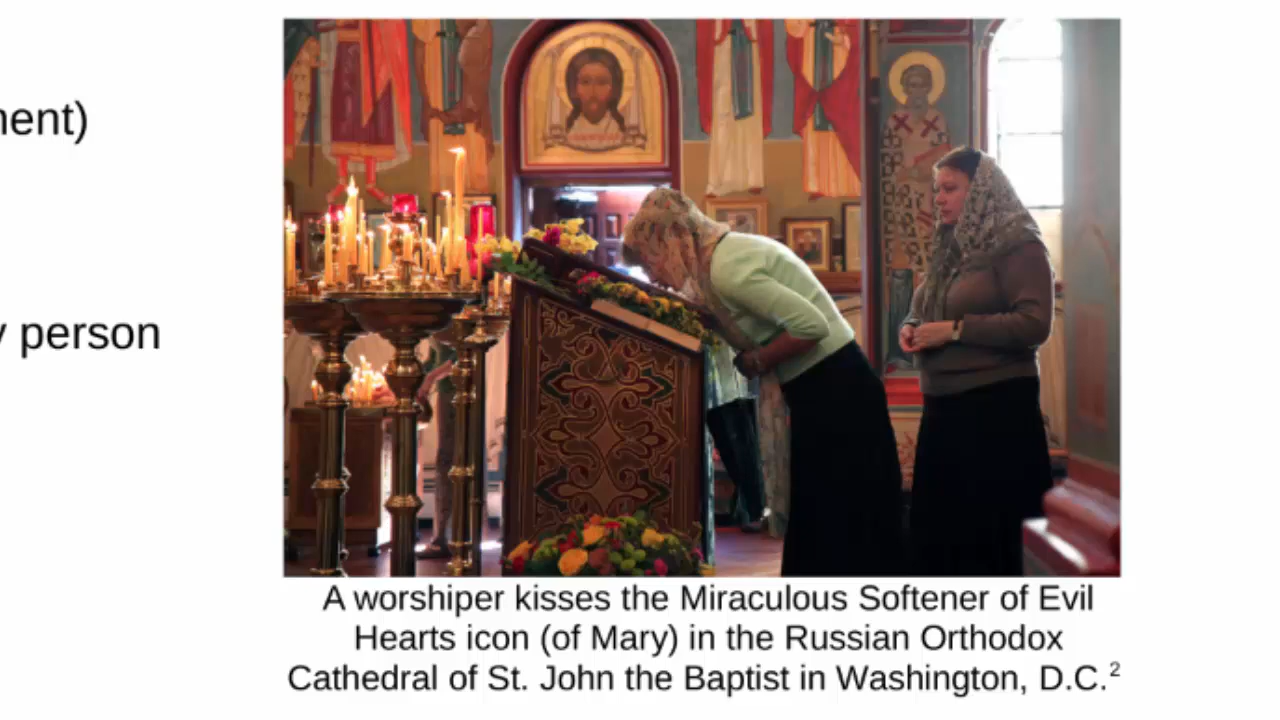 nent)
y person
A worshiper kisses the Miraculous Softener of Evil
Hearts icon (of Mary) in the Russian Orthodox
Cathedral of St. John the Baptist in Washington, D.C.²